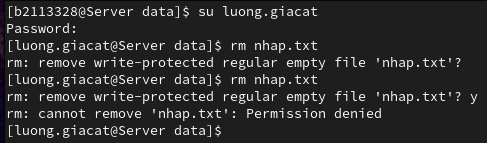 [b2113328@Server data]$ su luong.giacat
Password:
[luong.giacat@Server data]$ rm nhap.txt
rm: remove write-protected regular empty file 'nhap.txt'?
[luong.giacat@Server data]$ rm nhap.txt
rm: remove write-protected regular empty file 'nhap.txt'? y
rm: cannot remove 'nhap.txt': Permission denied
[luong.giacat@Server data]$